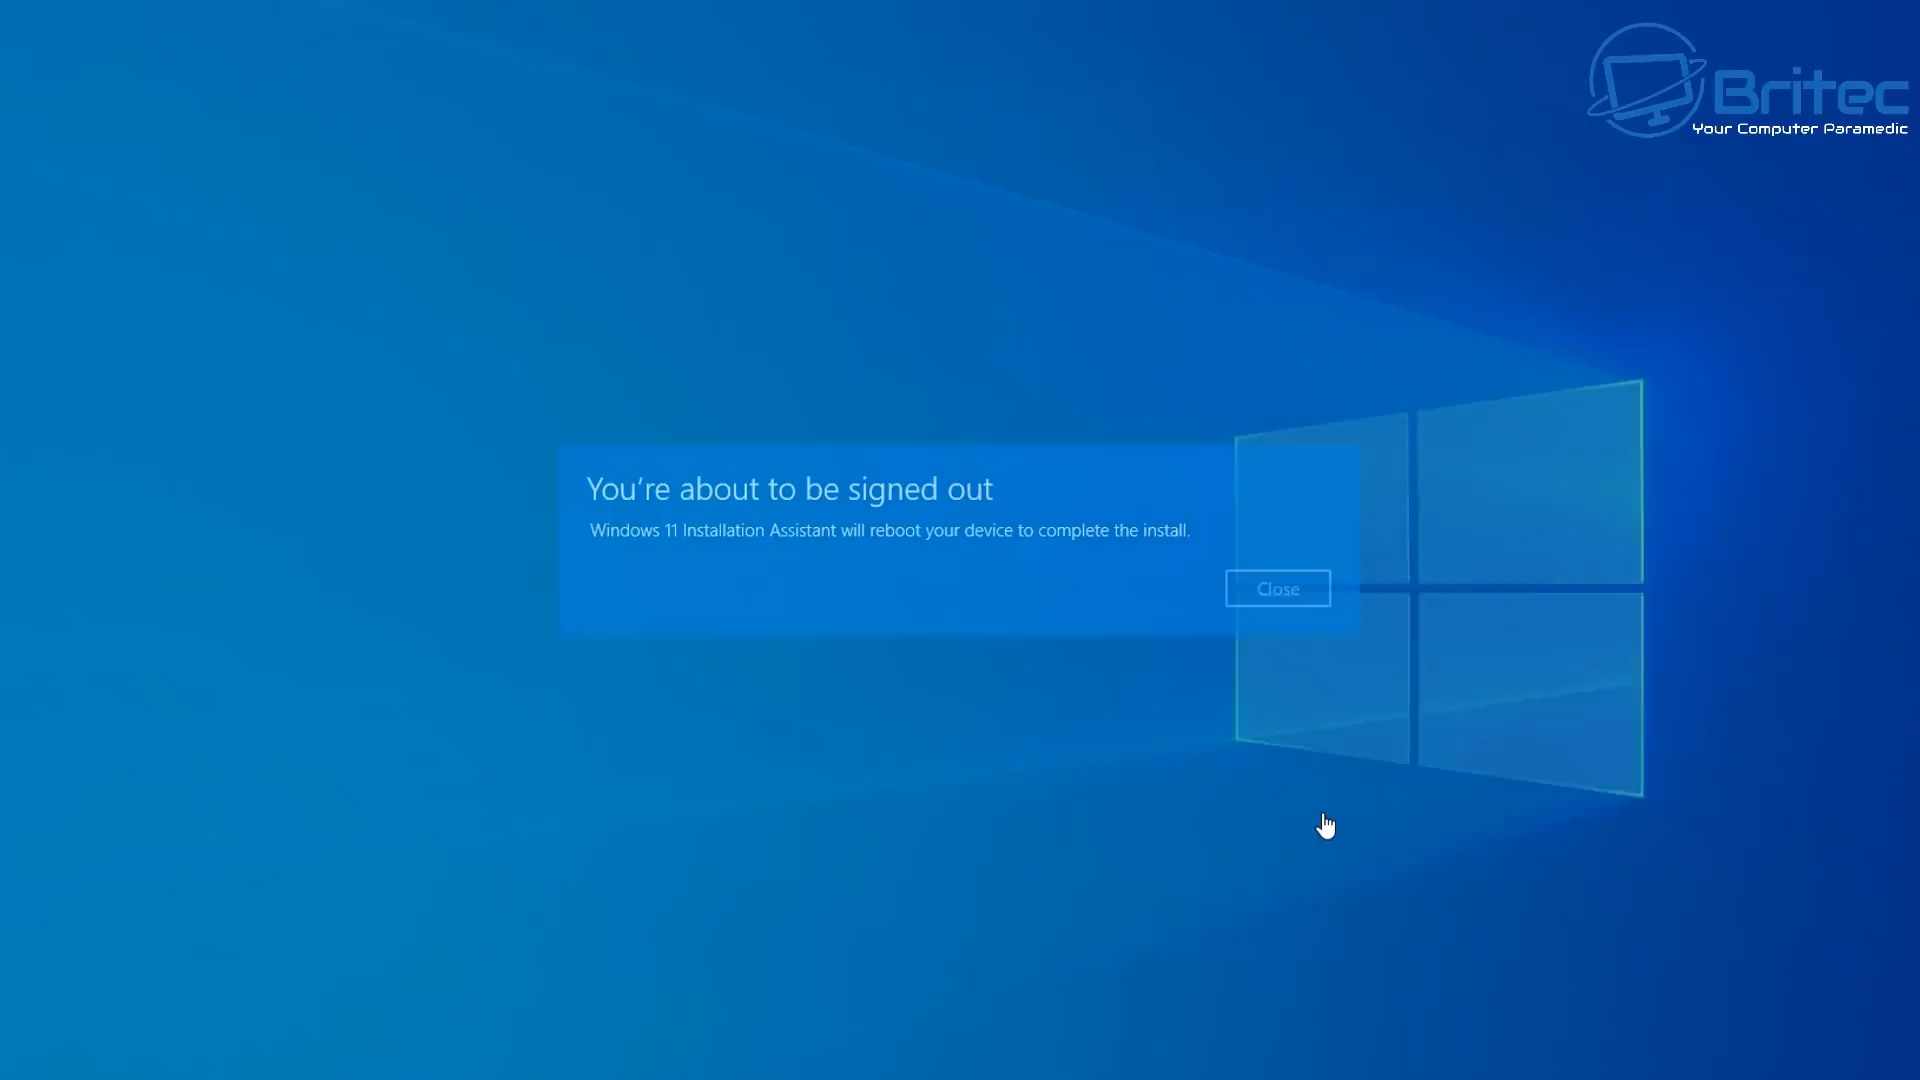 Britec
Your Computer Paramedic
You're about to be signed out
Windows 11 Installation Assistant will reboot your device to complete the install.
Close